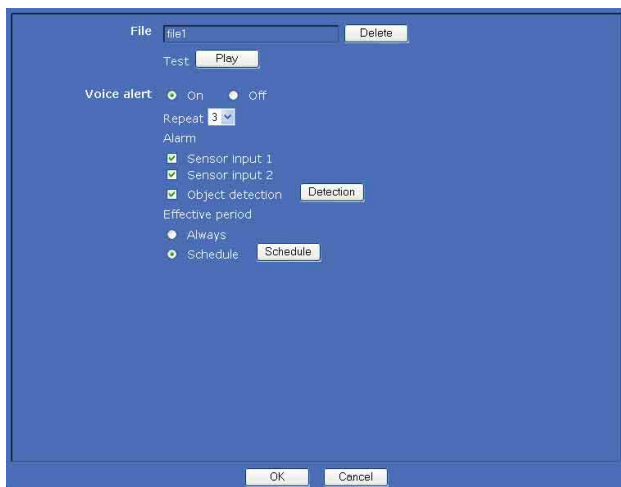 File file1 Delete
Test Play
Voice alert On Off
Repeat 3
Alarm
Sensor input 1
Sensor input 2
Object detection Detection
Effective period
Always
Schedule Schedule
OK Cancel